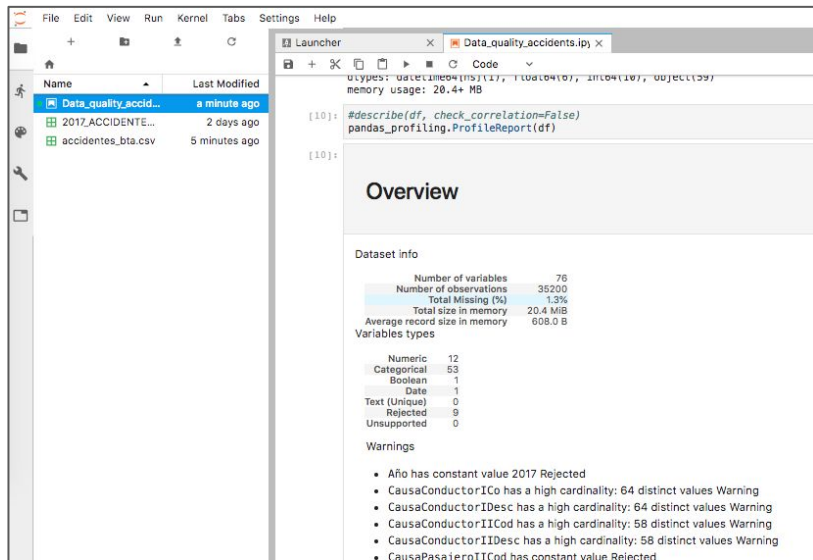 File Edit View Run Kernel Tabs Settings Help
Name Last Modified
Data_quality_accid... a minute ago
2017_ACCIDENTE... 2 days ago
accidentes_bta.csv 5 minutes ago
Launcher Data_quality_accidents.ipy
Code
dtypes: datetime64[ns](1), float64(6), int64(10), object(59)
memory usage: 20.4+ MB
[10]: #describe(df, check_correlation=False)
pandas_profiling.ProfileReport(df)
[10]:
Overview
Dataset info
Number of variables 76
Number of observations 35200
Total Missing (%) 1.3%
Total size in memory 20.4 MiB
Average record size in memory 608.0 B
Variables types
Numeric 12
Categorical 53
Boolean 1
Date 1
Text (Unique) 0
Rejected 9
Unsupported 0
Warnings
• Año has constant value 2017 Rejected
• CausaConductorICo has a high cardinality: 64 distinct values Warning
• CausaConductorIDesc has a high cardinality: 64 distinct values Warning
• CausaConductorIICod has a high cardinality: 58 distinct values Warning
• CausaConductorIIDesc has a high cardinality: 58 distinct values Warning
• CausaPasajeroIICod has constant value Rejected